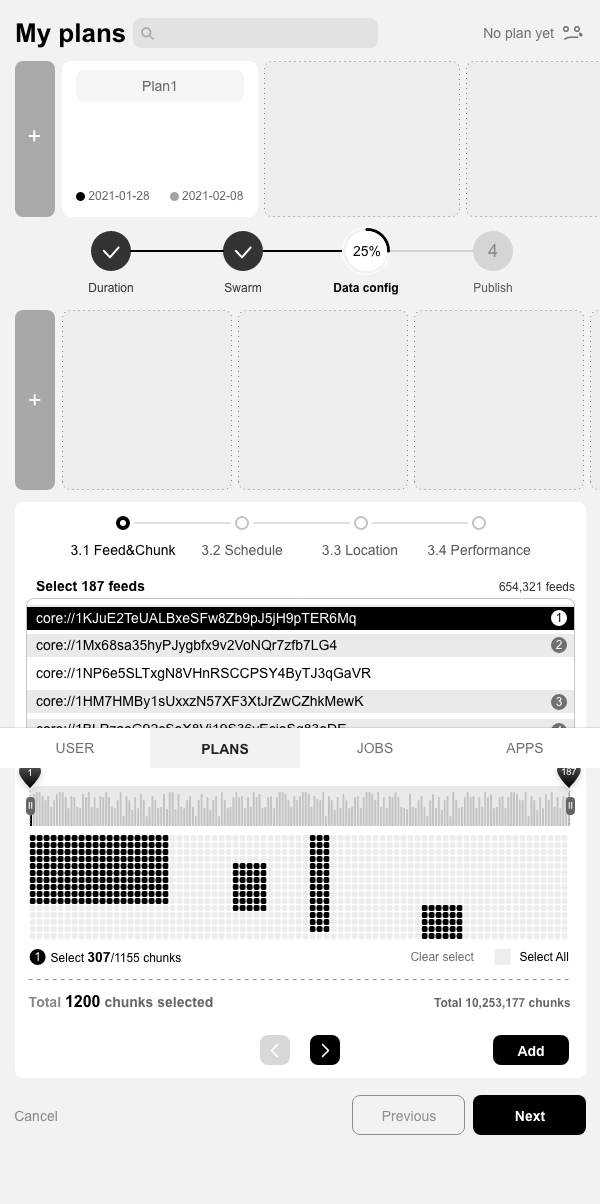 My plans
No plan yet
+
Plan1
2021-01-28 2021-02-08
25% 4
Duration Swarm Data config Publish
+
3.1 Feed&Chunk 3.2 Schedule 3.3 Location 3.4 Performance
Select 187 feeds 654,321 feeds
core://1KJuE2TeUALBxeSFw8Zb9pJ5jH9pTER6Mq 1
core://1Mx68sa35hyPJygbfx9v2VoNQr7zfb7LG4 2
core://1NP6e5SLTxgN8VHnRSCCPSY4ByTJ3qGaVR
core://1HM7HMBy1sUxxzN57XF3XtJrZwCZhkMewK 3
USER PLANS JOBS APPS
1 187
1 Select 307/1155 chunks Clear select Select All
Total 1200 chunks selected Total 10,253,177 chunks
Add
Cancel Previous Next